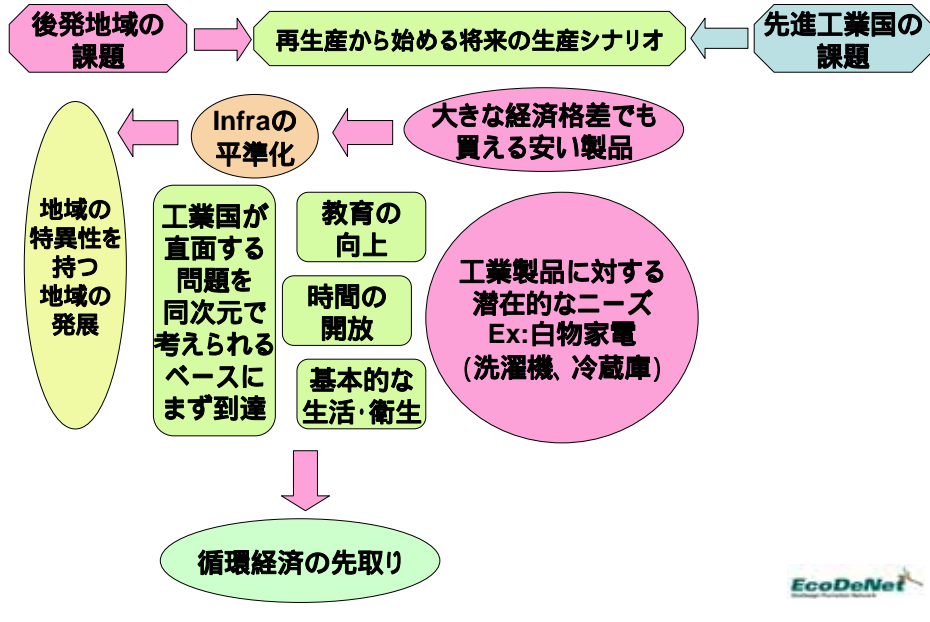 後発地域の
課題
再生産から始める将来の生産シナリオ
先進工業国の
課題
Infraの
平準化
大きな経済格差でも
買える安い製品
地域の
特異性を
持つ
地域の
発展
工業国が
直面する
問題を
同次元で
考えられる
ベースに
まず到達
教育の
向上
時間の
開放
基本的な
生活･衛生
工業製品に対する
潜在的なニーズ
Ex:白物家電
(洗濯機、冷蔵庫)
循環経済の先取り
EcoDeNet